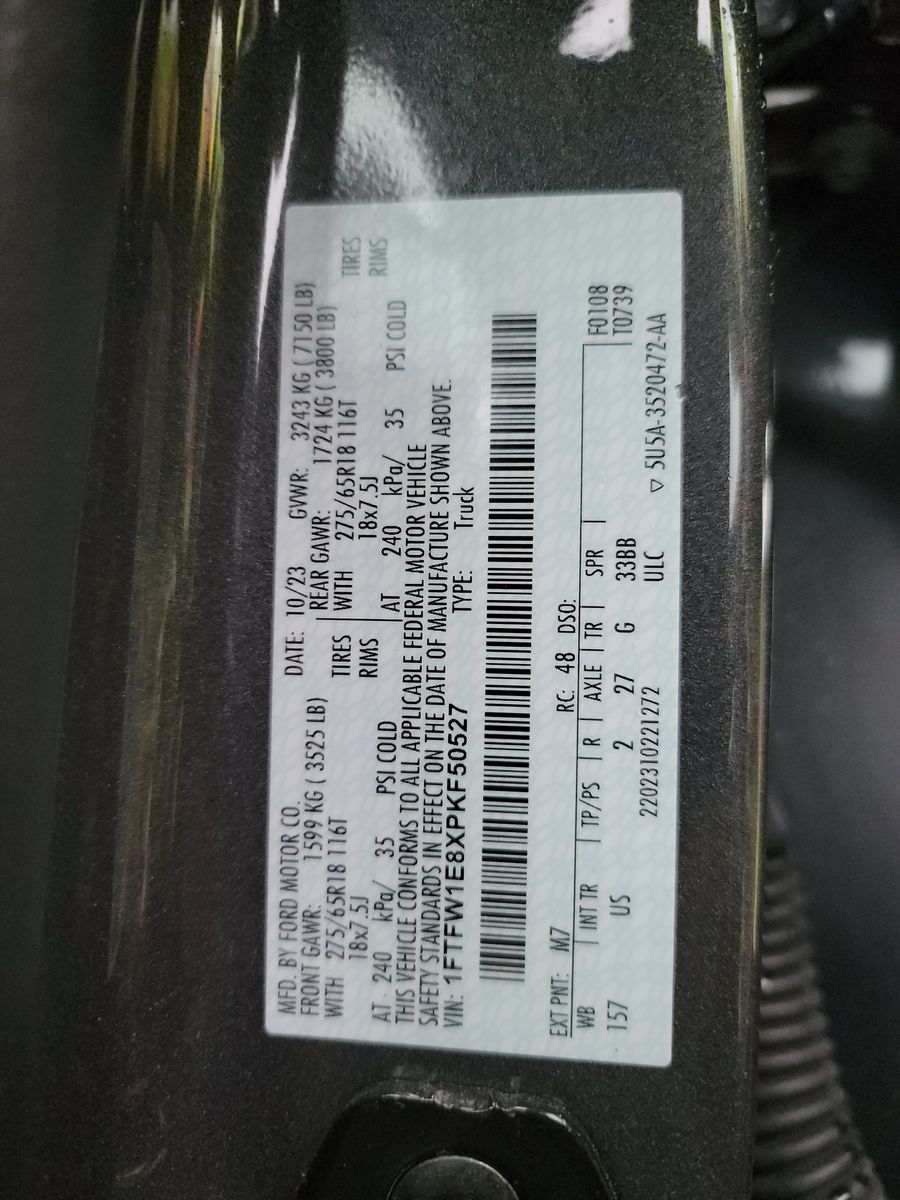 MFD. BY FORD MOTOR CO. DATE: 10/23 GVWR: 3243 KG ( 7150 LB)
FRONT GAWR: 1599 KG ( 3525 LB) REAR GAWR: 1724 KG ( 3800 LB)
WITH 275/65R18 116T TIRES WITH 275/65R18 116T TIRES
18x7.5J RIMS 18x7.5J RIMS
AT 240 kPa/ 35 PSI COLD AT 240 kPa/ 35 PSI COLD
THIS VEHICLE CONFORMS TO ALL APPLICABLE FEDERAL MOTOR VEHICLE
SAFETY STANDARDS IN EFFECT ON THE DATE OF MANUFACTURE SHOWN ABOVE.
VIN: 1FTFW1E8XPKF50527 TYPE: Truck
EXT PNT: M7 RC: 48 DSO:
WB INT TR TP/PS R AXLE TR SPR F0108
157 US 2 27 G 33BB T0739
2202310221272 ULC ▽ 5U5A-3520472-AA